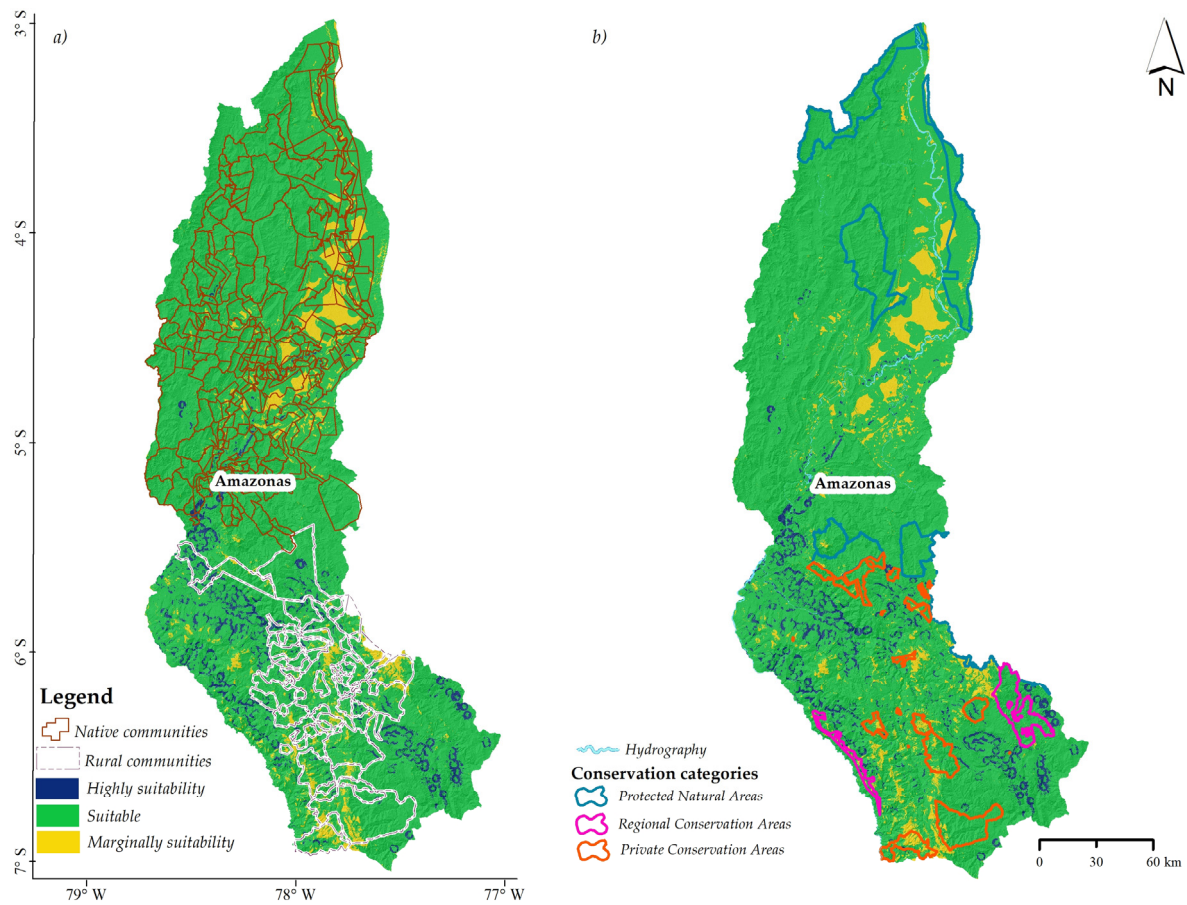 a)
b)
N
3° S
4° S
5° S
6° S
7° S
Amazonas
Amazonas
Legend
Native communities
Rural communities
Highly suitability
Suitable
Marginally suitability
Hydrography
Conservation categories
Protected Natural Areas
Regional Conservation Areas
Private Conservation Areas
0 30 60 km
79° W 78° W 77° W